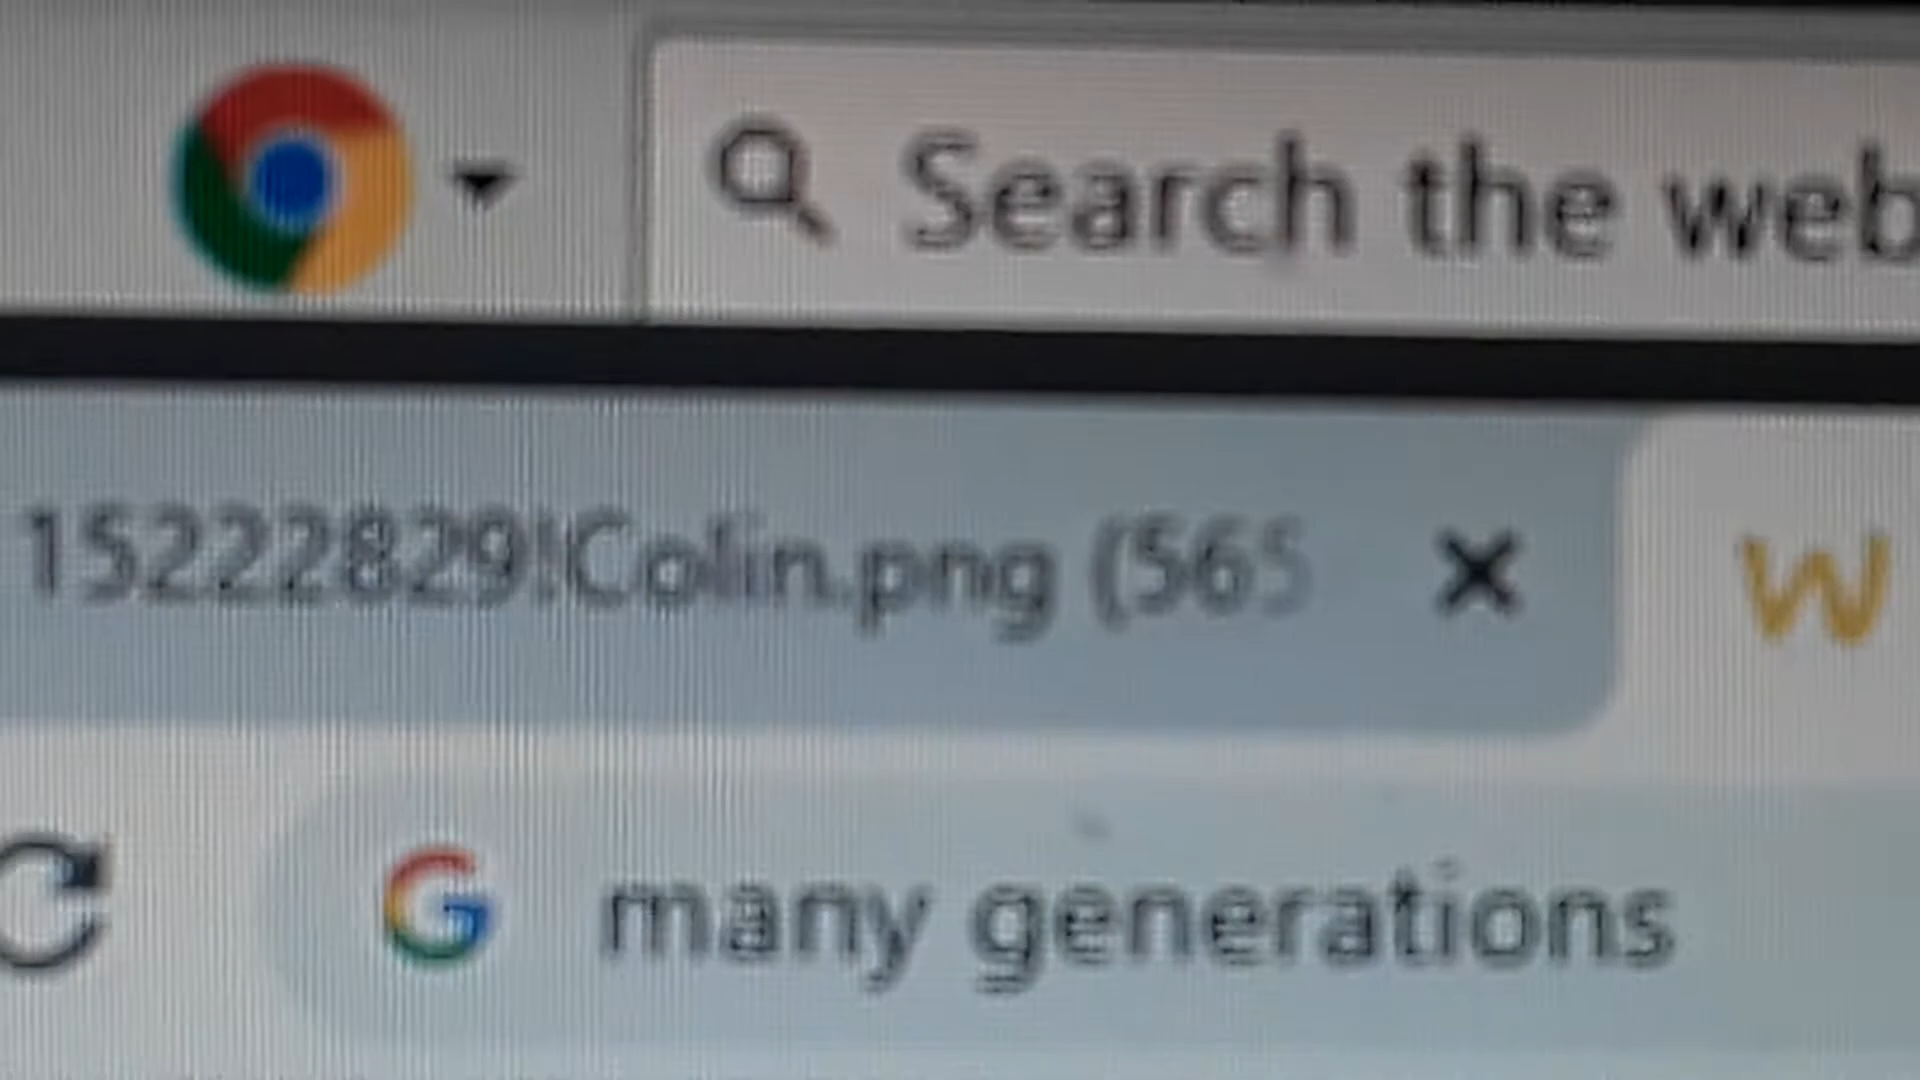 Search the web
15222829!Colin.png (565
W
G many generations